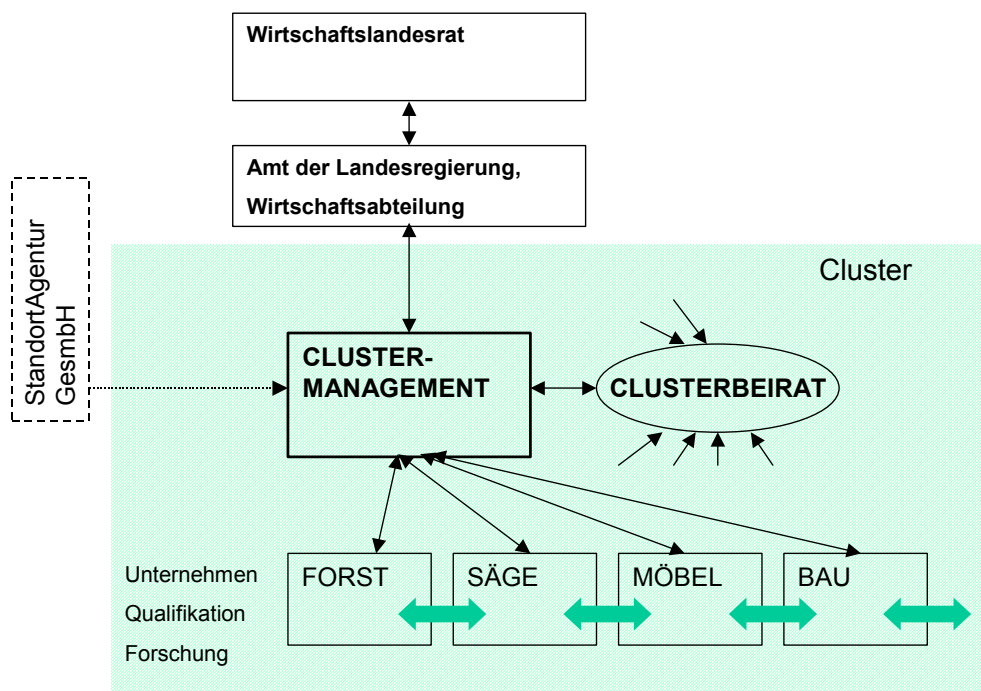 Wirtschaftslandesrat
Amt der Landesregierung,
Wirtschaftsabteilung
StandortAgentur
GesmbH
Cluster
CLUSTER-
MANAGEMENT
CLUSTERBEIRAT
Unternehmen
Qualifikation
Forschung
FORST
SÄGE
MÖBEL
BAU